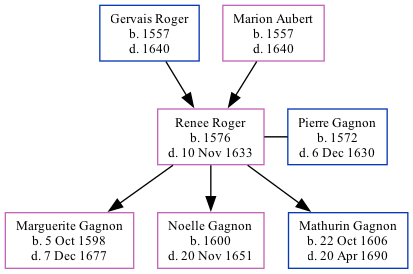 Gervais Roger
b. 1557
d. 1640
Marion Aubert
b. 1557
d. 1640
Renee Roger
b. 1576
d. 10 Nov 1633
Pierre Gagnon
b. 1572
d. 6 Dec 1630
Marguerite Gagnon
b. 5 Oct 1598
d. 7 Dec 1677
Noelle Gagnon
b. 1600
d. 20 Nov 1651
Mathurin Gagnon
b. 22 Oct 1606
d. 20 Apr 1690